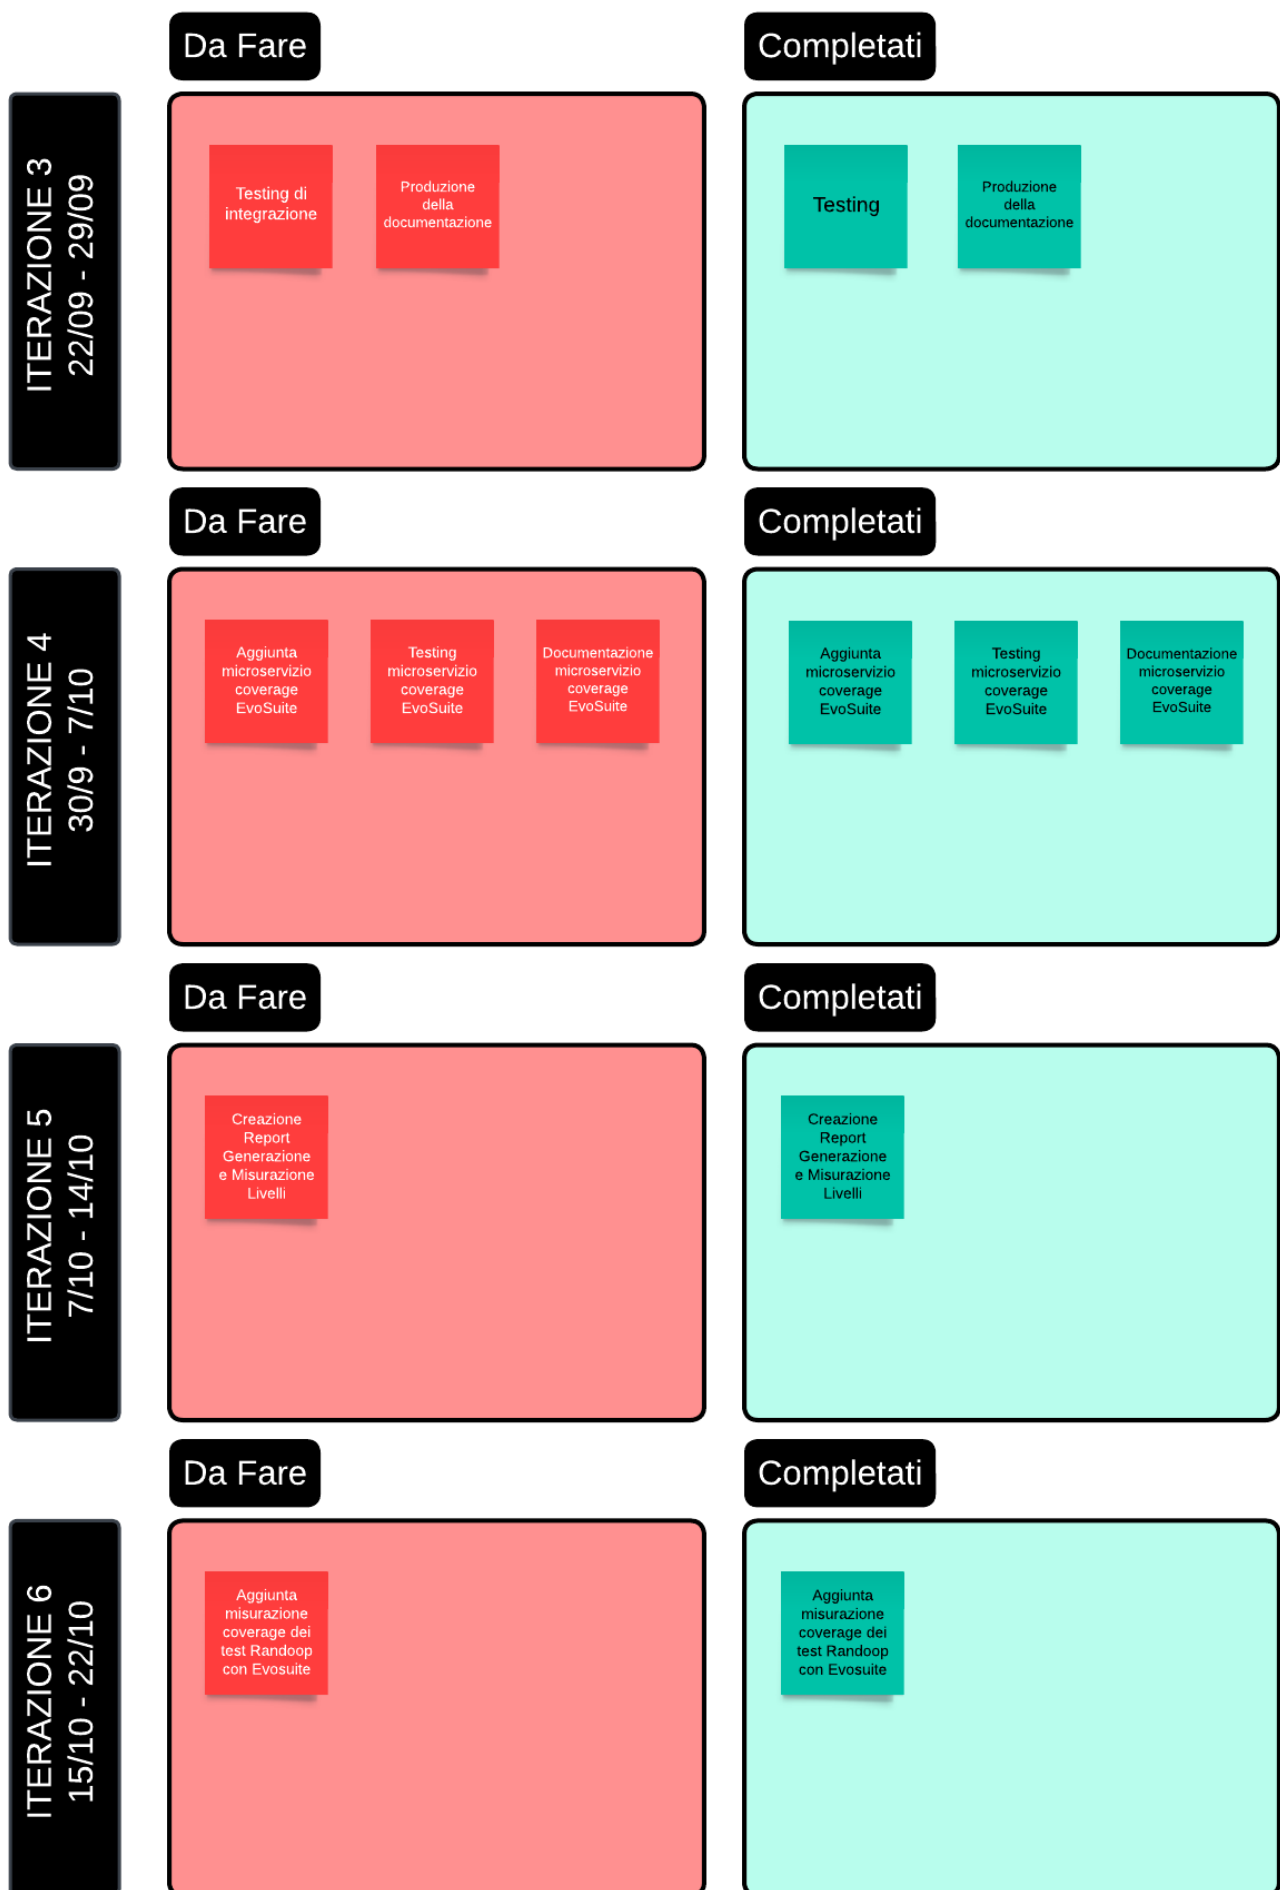 Da Fare
Completati
ITERAZIONE 3
22/09 - 29/09
Testing di
integrazione
Produzione
della
documentazione
Testing
Produzione
della
documentazione
Da Fare
Completati
ITERAZIONE 4
30/9 - 7/10
Aggiunta
microservizio
coverage
EvoSuite
Testing
microservizio
coverage
EvoSuite
Documentazione
microservizio
coverage
EvoSuite
Aggiunta
microservizio
coverage
EvoSuite
Testing
microservizio
coverage
EvoSuite
Documentazione
microservizio
coverage
EvoSuite
Da Fare
Completati
ITERAZIONE 5
7/10 - 14/10
Creazione
Report
Generazione
e Misurazione
Livelli
Creazione
Report
Generazione
e Misurazione
Livelli
Da Fare
Completati
ITERAZIONE 6
15/10 - 22/10
Aggiunta
misurazione
coverage dei
test Randoop
con Evosuite
Aggiunta
misurazione
coverage dei
test Randoop
con Evosuite